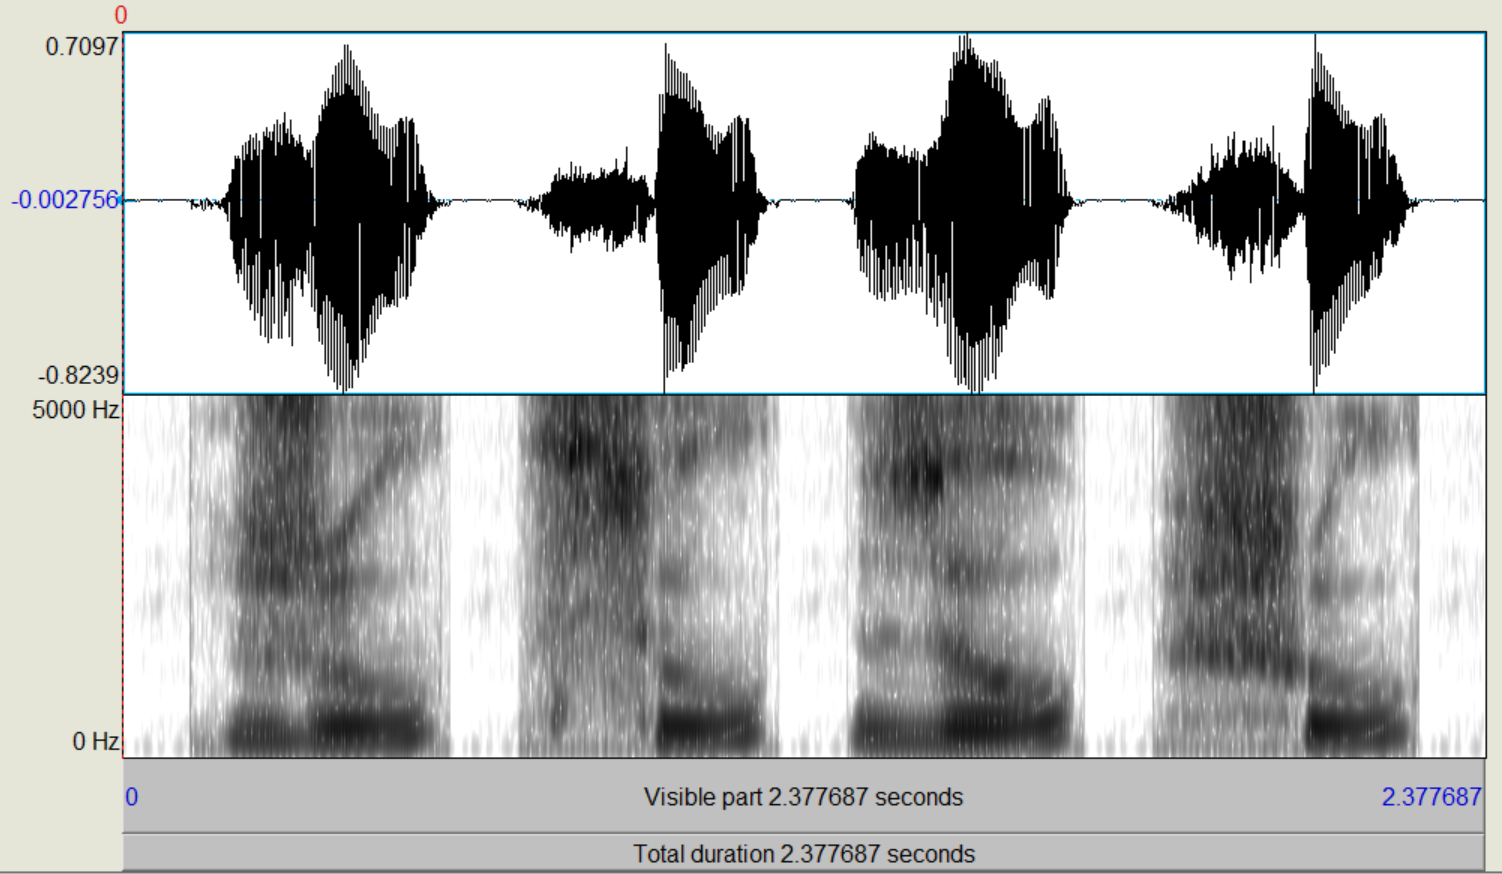 0
0.7097
-0.002756
-0.8239
5000 Hz
0 Hz
0 Visible part 2.377687 seconds 2.377687
Total duration 2.377687 seconds